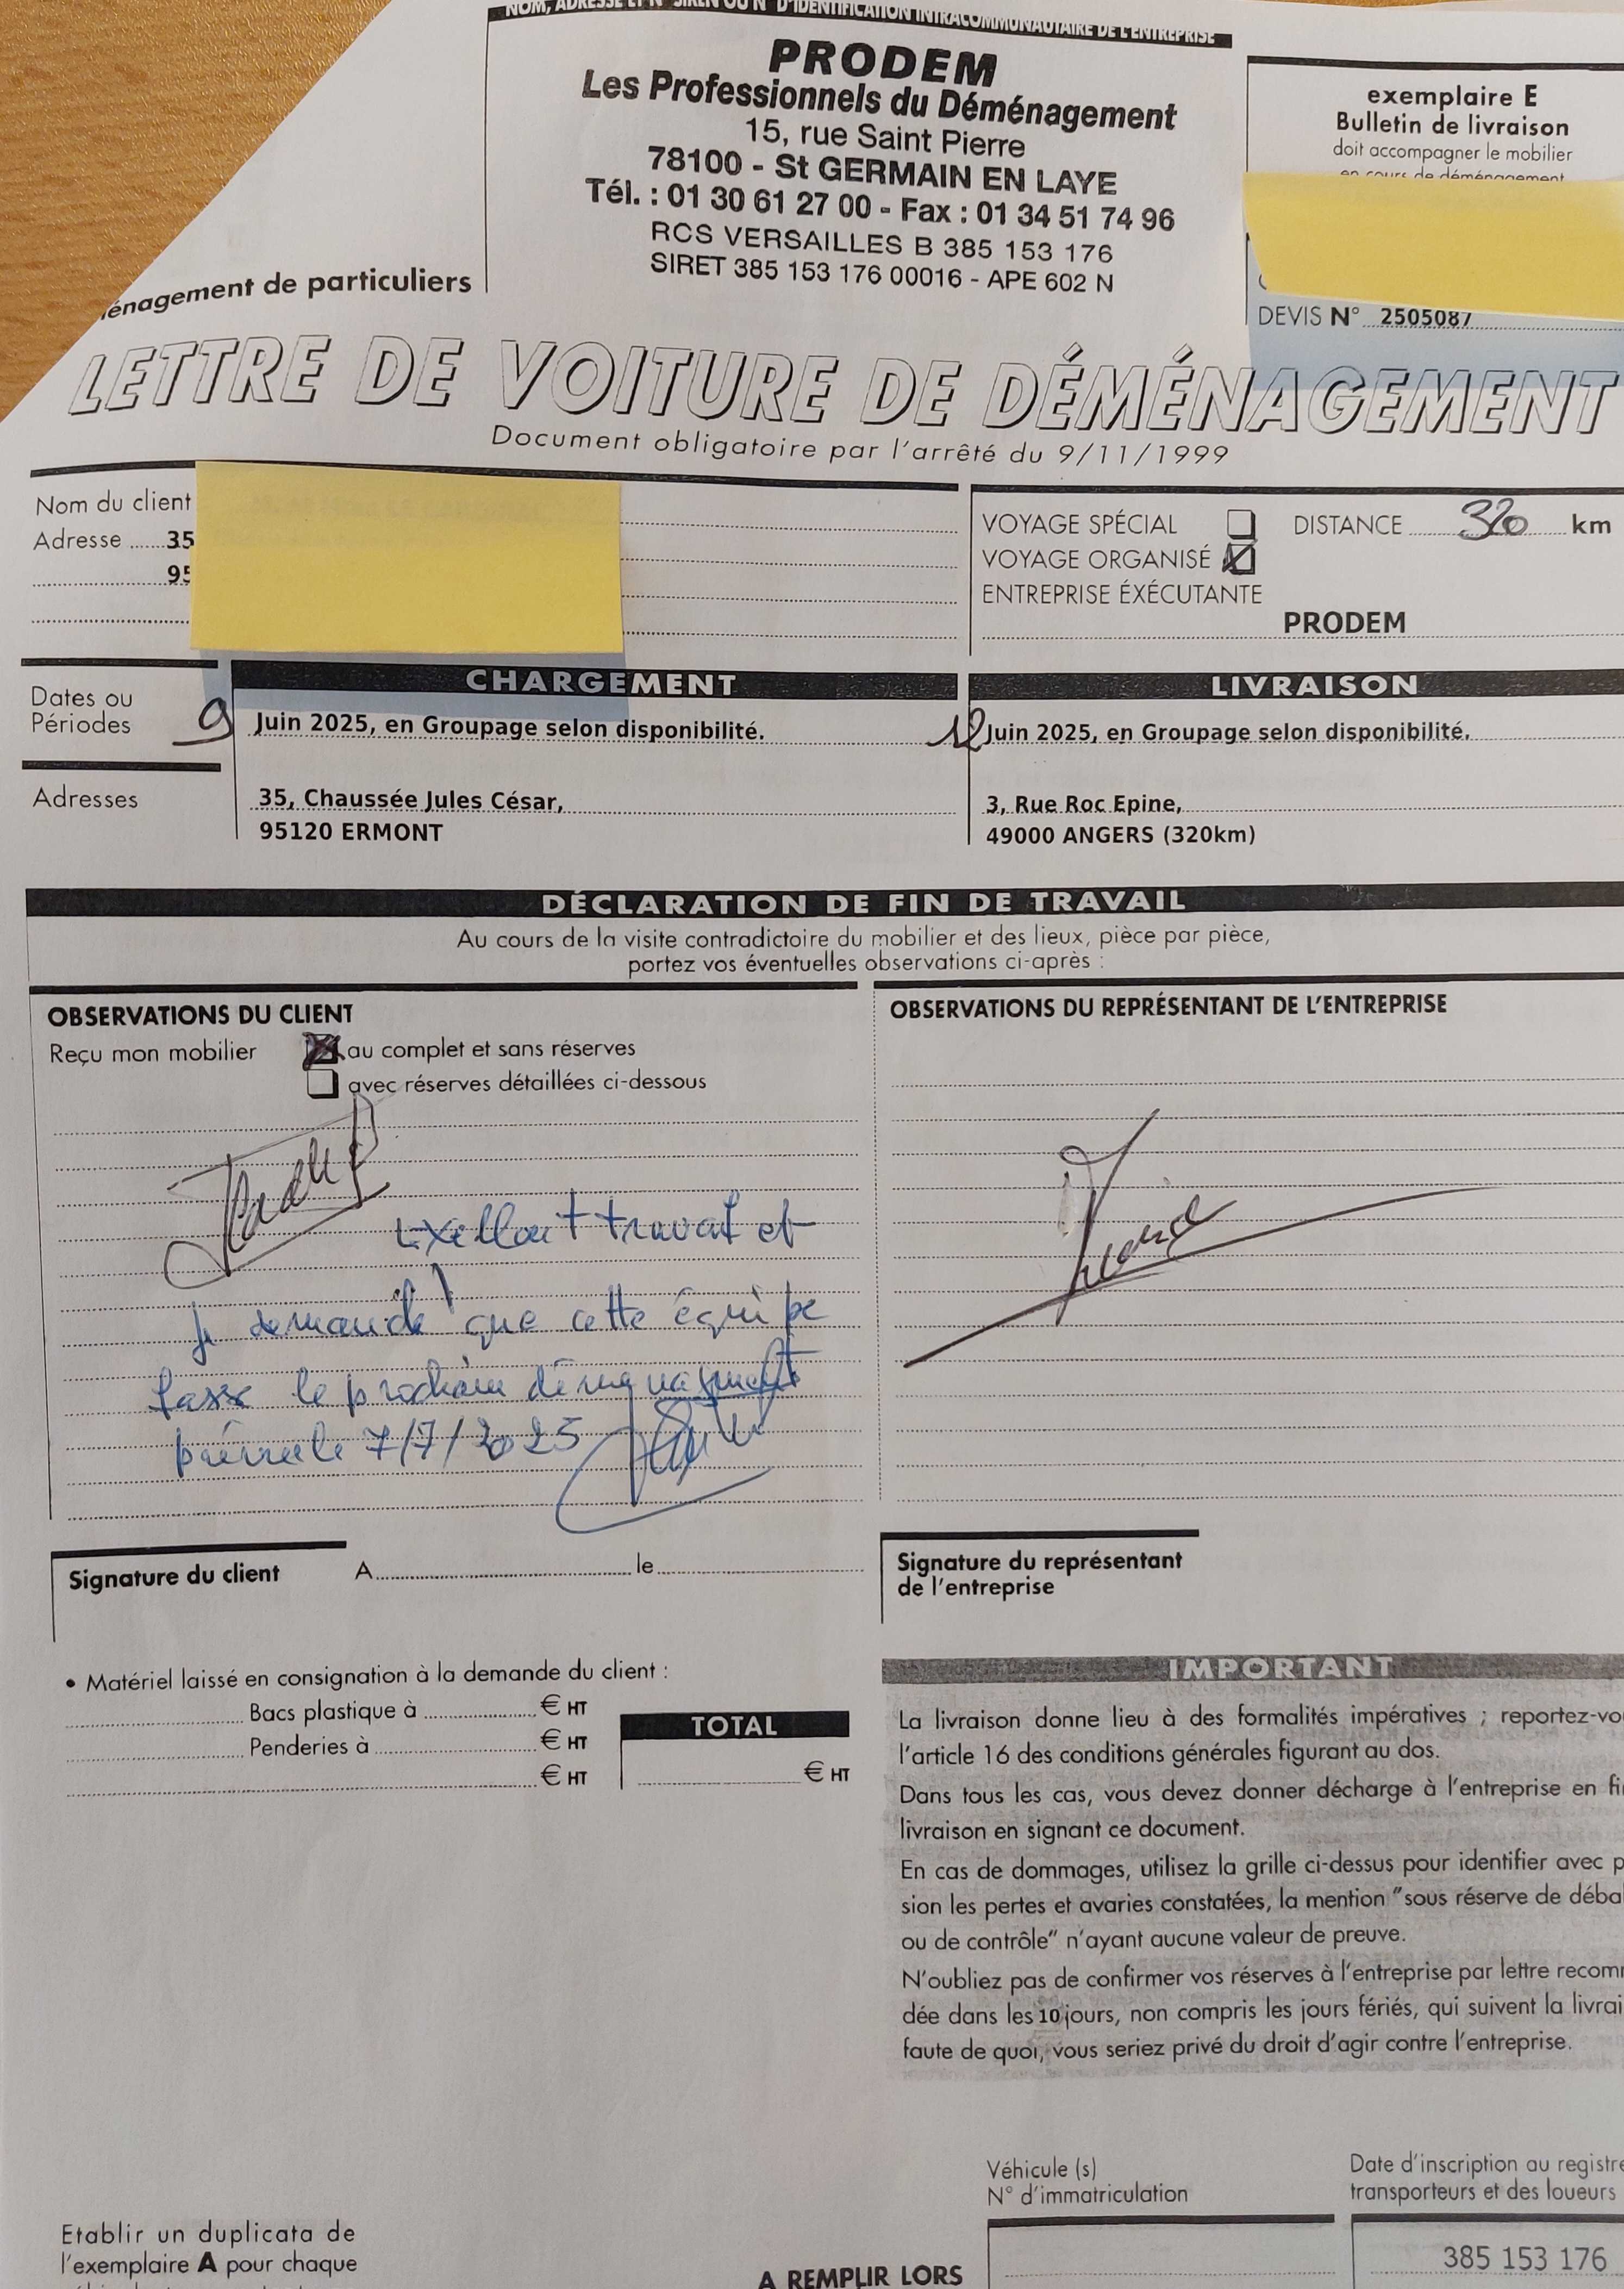 NOM, ADRESSE ET N° SIREN OU N° D'IDENTIFICATION INTRACOMMUNAUTAIRE DE L'ENTREPRISE
PRODEM
Les Professionnels du Déménagement
15, rue Saint Pierre
78100 - St GERMAIN EN LAYE
Tél. : 01 30 61 27 00 - Fax : 01 34 51 74 96
RCS VERSAILLES B 385 153 176
SIRET 385 153 176 00016 - APE 602 N
exemplaire E
Bulletin de livraison
doit accompagner le mobilier
en cours de déménagement
énagement de particuliers
DEVIS N° 2505087
LETTRE DE VOITURE DE DÉMÉNAGEMENT
Document obligatoire par l'arrêté du 9/11/1999
Nom du client
Adresse 35
95
VOYAGE SPÉCIAL DISTANCE 320 km
VOYAGE ORGANISÉ
ENTREPRISE ÉXÉCUTANTE
PRODEM
CHARGEMENT
LIVRAISON
Dates ou
Périodes
9 Juin 2025, en Groupage selon disponibilité.
12 Juin 2025, en Groupage selon disponibilité.
Adresses
35, Chaussée Jules César,
95120 ERMONT
3, Rue Roc Epine,
49000 ANGERS (320km)
DÉCLARATION DE FIN DE TRAVAIL
Au cours de la visite contradictoire du mobilier et des lieux, pièce par pièce,
portez vos éventuelles observations ci-après :
OBSERVATIONS DU CLIENT
Reçu mon mobilier au complet et sans réserves
avec réserves détaillées ci-dessous
Exellent travail et
je demande que cette équipe
fasse le prochain déménagement
prévu le 7/7/2025
OBSERVATIONS DU REPRÉSENTANT DE L'ENTREPRISE
Signature du client A le
Signature du représentant
de l'entreprise
• Matériel laissé en consignation à la demande du client :
Bacs plastique à € HT
Penderies à € HT
€ HT
TOTAL
€ HT
IMPORTANT
La livraison donne lieu à des formalités impératives ; reportez-vo
l'article 16 des conditions générales figurant au dos.
Dans tous les cas, vous devez donner décharge à l'entreprise en fi
livraison en signant ce document.
En cas de dommages, utilisez la grille ci-dessus pour identifier avec p
sion les pertes et avaries constatées, la mention "sous réserve de déba
ou de contrôle" n'ayant aucune valeur de preuve.
N'oubliez pas de confirmer vos réserves à l'entreprise par lettre recom
dée dans les 10 jours, non compris les jours fériés, qui suivent la livrai
faute de quoi, vous seriez privé du droit d'agir contre l'entreprise.
Véhicule (s)
N° d'immatriculation
Date d'inscription au registre
transporteurs et des loueurs
385 153 176
Etablir un duplicata de
l'exemplaire A pour chaque
A REMPLIR LORS